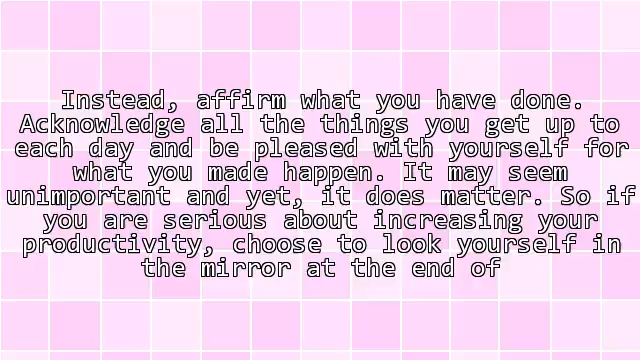 Instead, affirm what you have done.
Acknowledge all the things you get up to
each day and be pleased with yourself for
what you made happen. It may seem
unimportant and yet, it does matter. So if
you are serious about increasing your
productivity, choose to look yourself in
the mirror at the end of